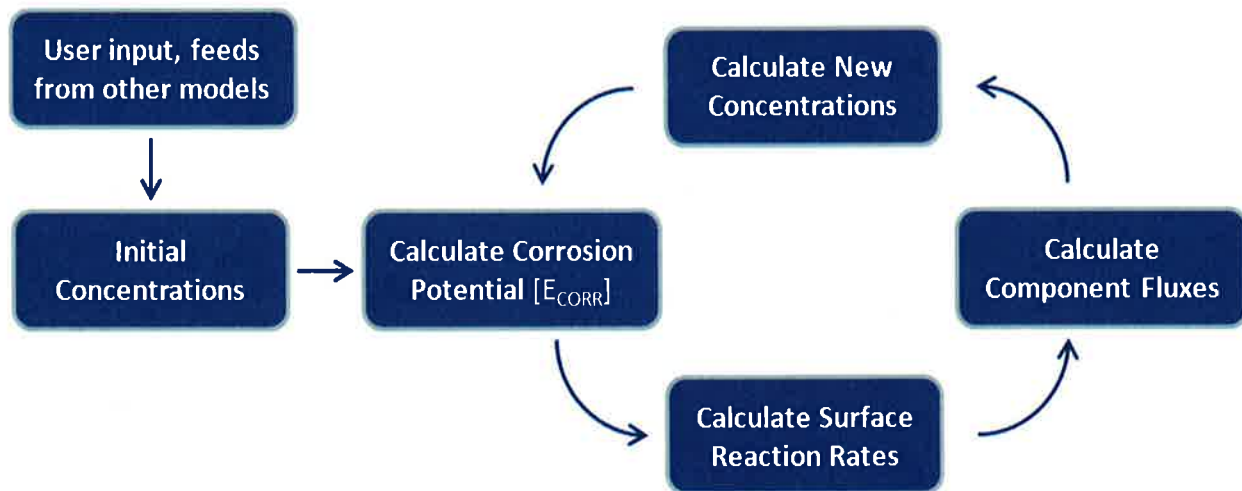 User input, feeds
from other models
Initial
Concentrations
Calculate Corrosion
Potential [E_CORR]
Calculate Surface
Reaction Rates
Calculate
Component Fluxes
Calculate New
Concentrations